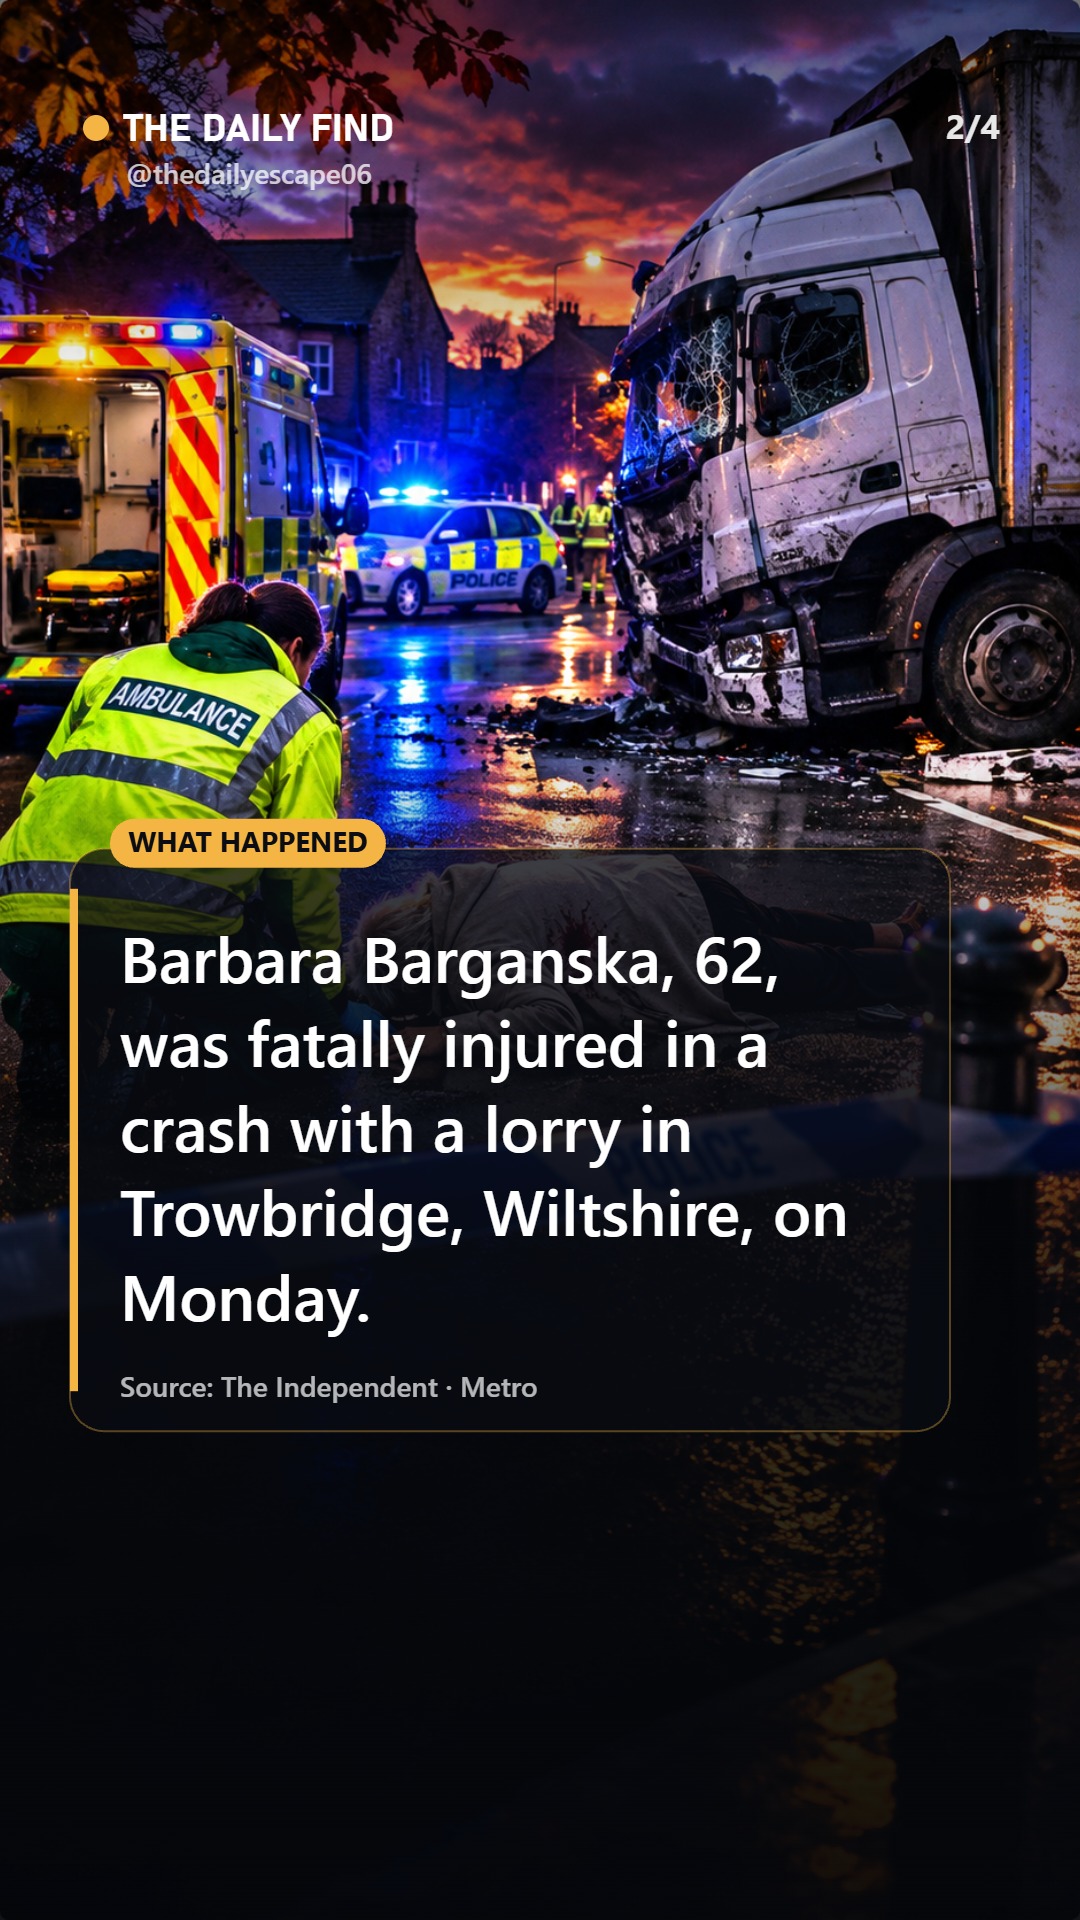 THE DAILY FIND
2/4
@thedailyescape06
POLICE
AMBULANCE
WHAT HAPPENED
Barbara Barganska, 62,
was fatally injured in a
crash with a lorry in
Trowbridge, Wiltshire, on
Monday.
POLICE
Source: The Independent · Metro